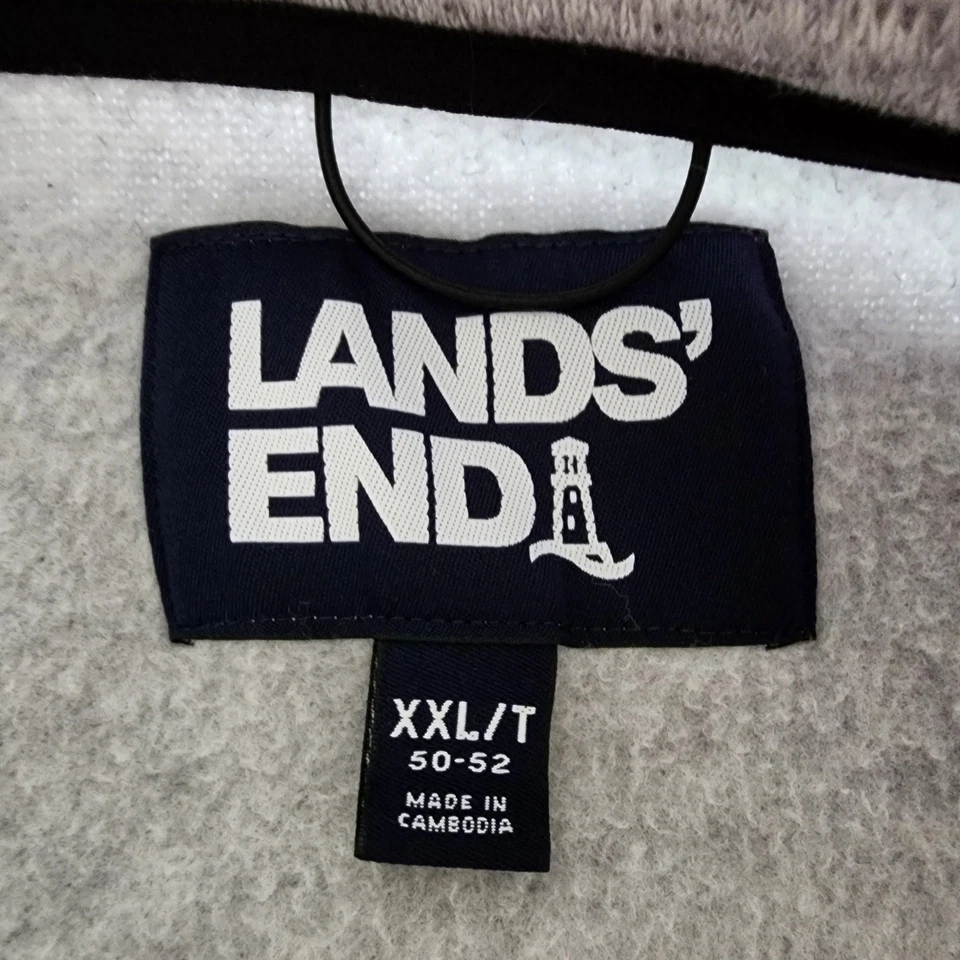 LANDS'
END
XXL/T
50-52
MADE IN
CAMBODIA